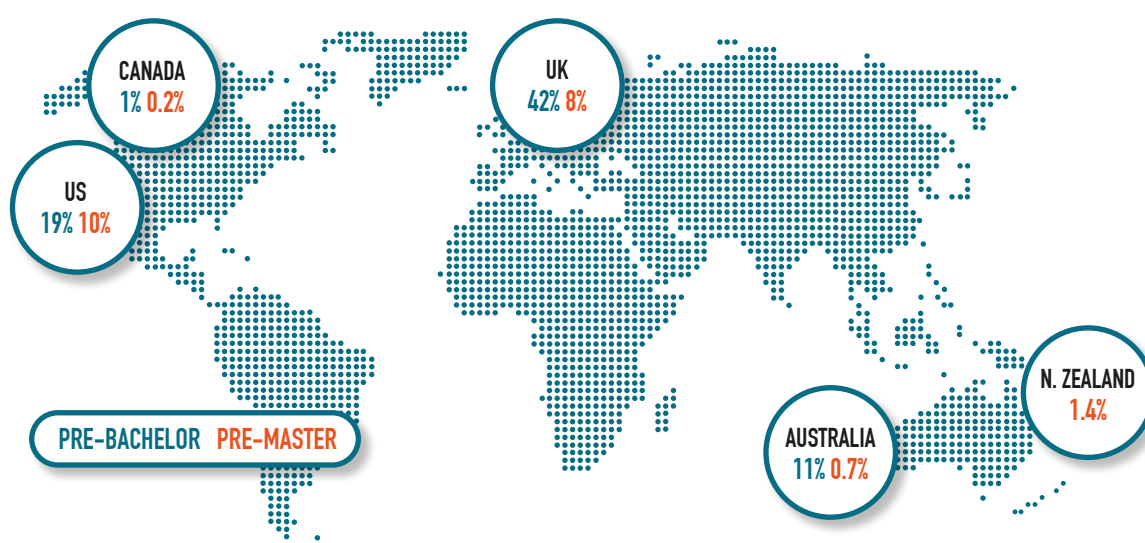 CANADA
1% 0.2%
UK
42% 8%
US
19% 10%
N. ZEALAND
1.4%
PRE-BACHELOR PRE-MASTER
AUSTRALIA
11% 0.7%